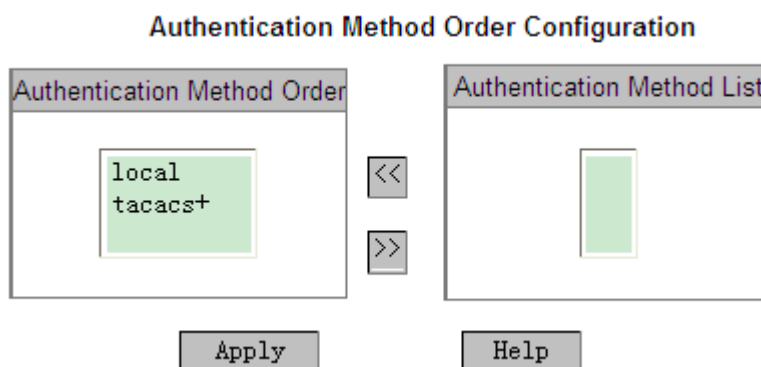 Authentication Method Order Configuration
Authentication Method Order
Authentication Method List
local
tacacs+
<<
>>
Apply
Help